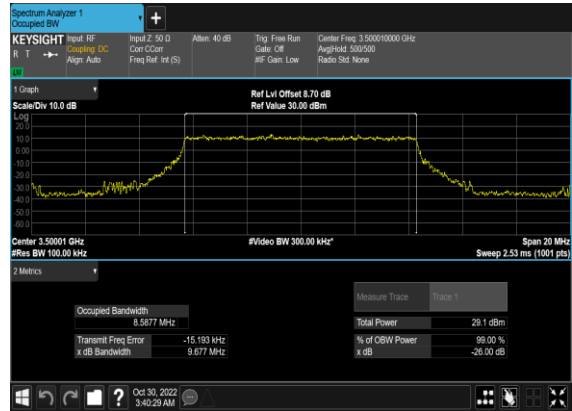 Spectrum Analyzer 1
Occupied BW
+
KEYSIGHT Input: RF Input Z: 50 Ω Atten: 40 dB Trig: Free Run Center Freq: 3.500010000 GHz
R T Coupling: DC Corr CCorr Gate: Off Avg|Hold: 500/500
Align: Auto Freq Ref: Int (S) #IF Gain: Low Radio Std: None
LW
1 Graph
Ref Lvl Offset 8.70 dB
Scale/Div 10.0 dB Ref Value 30.00 dBm
Log
20.0
10.0
0.00
-10.0
-20.0
-30.0
-40.0
-50.0
-60.0
Center 3.50001 GHz #Video BW 300.00 kHz* Span 20 MHz
#Res BW 100.00 kHz Sweep 2.53 ms (1001 pts)
2 Metrics
Measure Trace Trace 1
Occupied Bandwidth
8.5877 MHz Total Power 29.1 dBm
Transmit Freq Error -15.193 kHz % of OBW Power 99.00 %
x dB Bandwidth 9.677 MHz x dB -26.00 dB
? Oct 30, 2022
3:40:29 AM